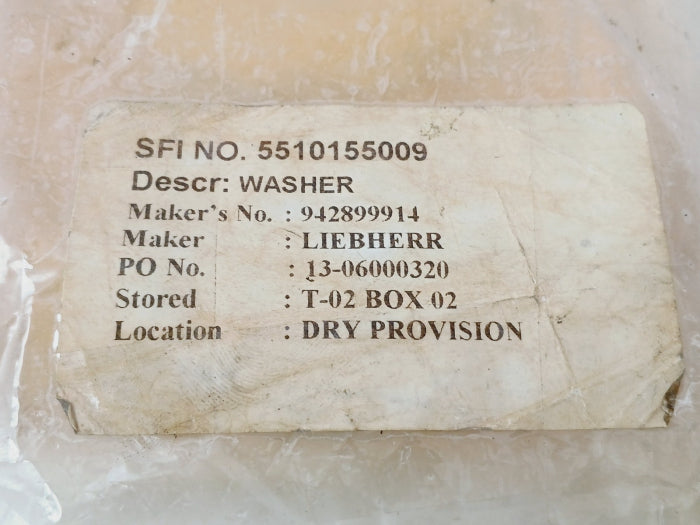 SFI NO. 5510155009
Descr: WASHER
Maker's No. : 942899914
Maker : LIEBHERR
PO No. : 13-06000320
Stored : T-02 BOX 02
Location : DRY PROVISION